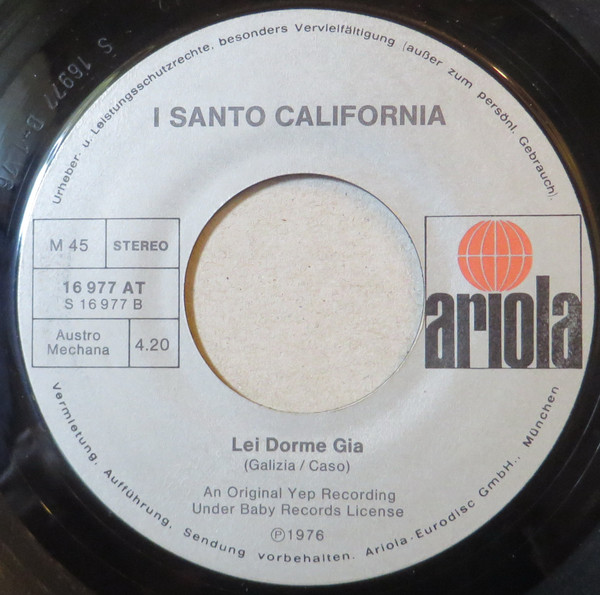 Urheber- u. Leistungsschutzrechte, besonders Vervielfältigung (außer zum persönl. Gebrauch),
I SANTO CALIFORNIA
M 45
STEREO
16 977 AT
S 16 977 B
Austro
Mechana
4.20
ariola
Lei Dorme Gia
(Galizia / Caso)
An Original Yep Recording
Under Baby Records License
℗ 1976
Vermietung, Aufführung, Sendung vorbehalten. Ariola-Eurodisc GmbH., München